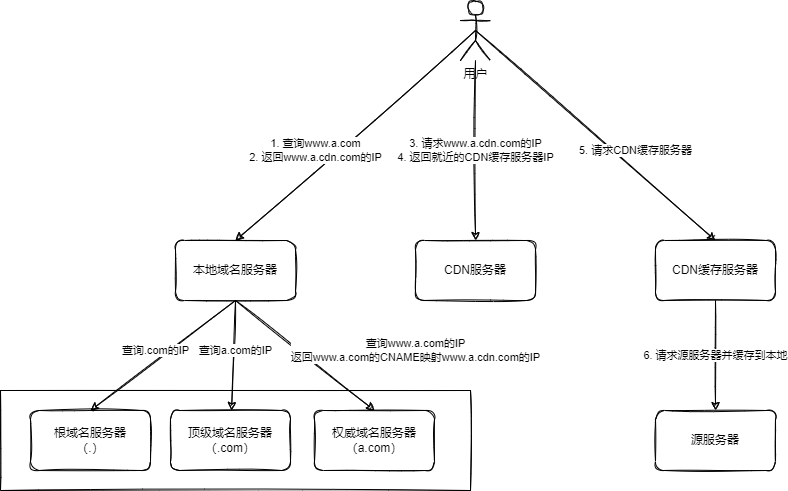 用户
1. 查询www.a.com
2. 返回www.a.cdn.com的IP
3. 请求www.a.cdn.com的IP
4. 返回就近的CDN缓存服务器IP
5. 请求CDN缓存服务器
本地域名服务器
CDN服务器
CDN缓存服务器
查询.com的IP
查询a.com的IP
查询www.a.com的IP
返回www.a.com的CNAME映射www.a.cdn.com的IP
6. 请求源服务器并缓存到本地
根域名服务器
（.）
顶级域名服务器
（.com）
权威域名服务器
（a.com）
源服务器